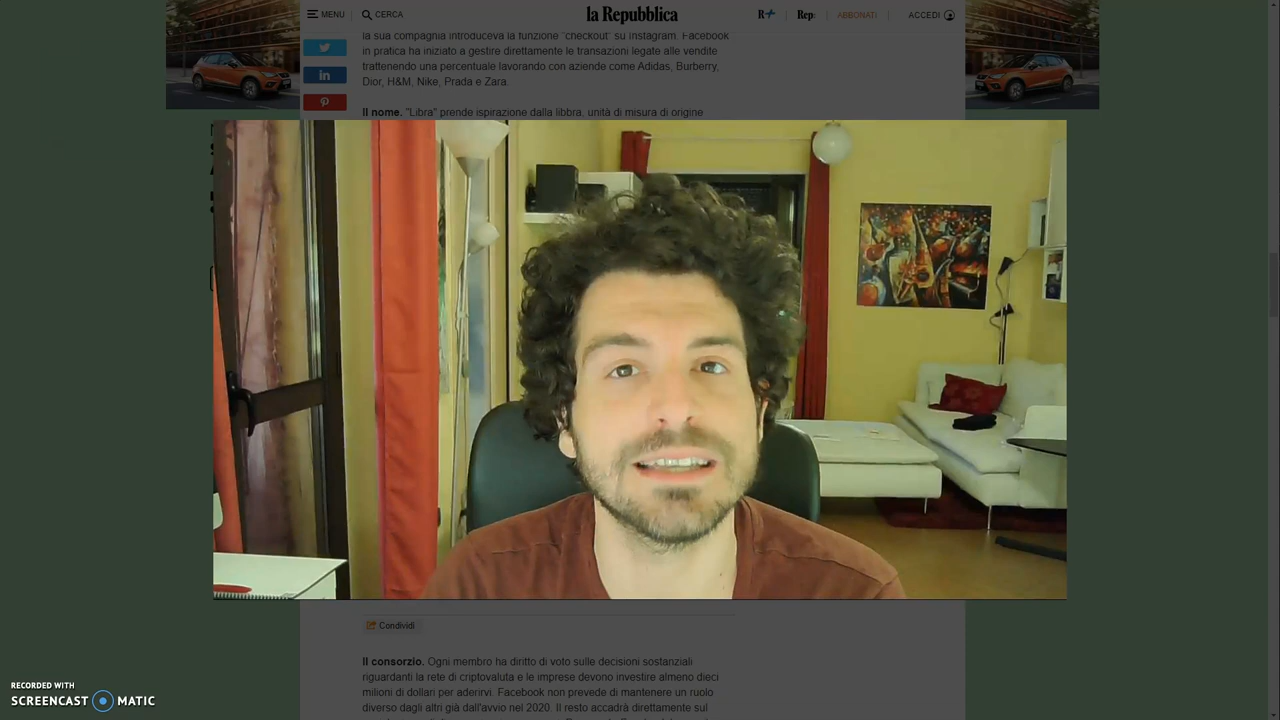 MENU
CERCA
la Repubblica
R+
Rep:
ABBONATI
ACCEDI
la sua compagnia introduceva la funzione "checkout" su Instagram. Facebook
in pratica ha iniziato a gestire direttamente le transazioni legate alle vendite
trattenendo una percentuale lavorando con aziende come Adidas, Burberry,
Dior, H&M, Nike, Prada e Zara.
Il nome. "Libra" prende ispirazione dalla libbra, unità di misura di origine
Condividi
Il consorzio. Ogni membro ha diritto di voto sulle decisioni sostanziali
riguardanti la rete di criptovaluta e le imprese devono investire almeno dieci
milioni di dollari per aderirvi. Facebook non prevede di mantenere un ruolo
diverso dagli altri già dall'avvio nel 2020. Il resto accadrà direttamente sul
RECORDED WITH
SCREENCAST MATIC